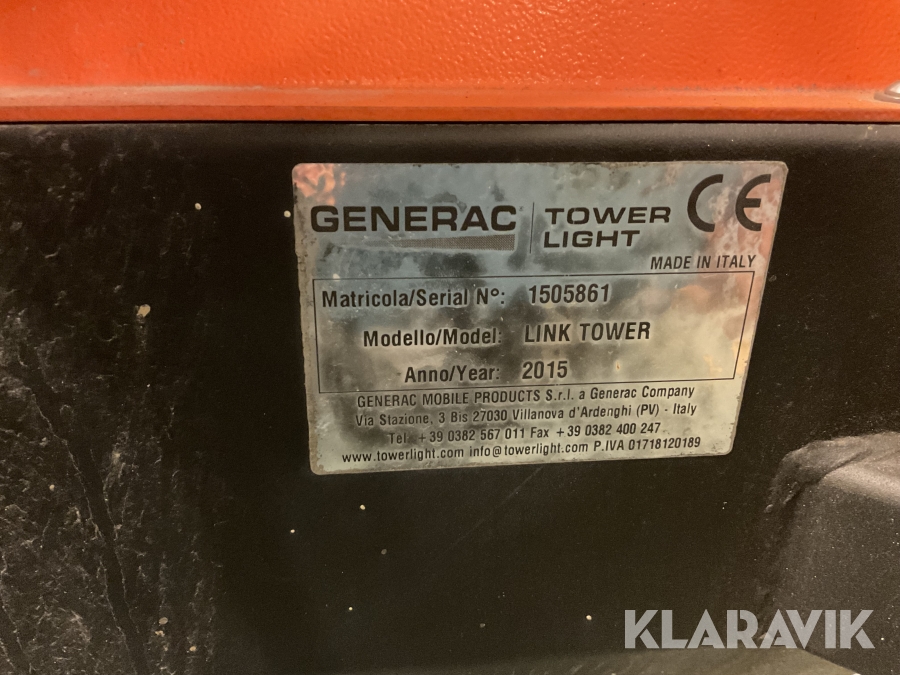 GENERAC
TOWER
LIGHT
CE
MADE IN ITALY
Matricola/Serial N°: 1505861
Modello/Model: LINK TOWER
Anno/Year: 2015
GENERAC MOBILE PRODUCTS S.r.l. a Generac Company
Via Stazione, 3 Bis 27030 Villanova d'Ardenghi (PV) - Italy
Tel +39 0382 567 011 Fax +39 0382 400 247
www.towerlight.com info@towerlight.com P.IVA 01718120189
KLARAVIK